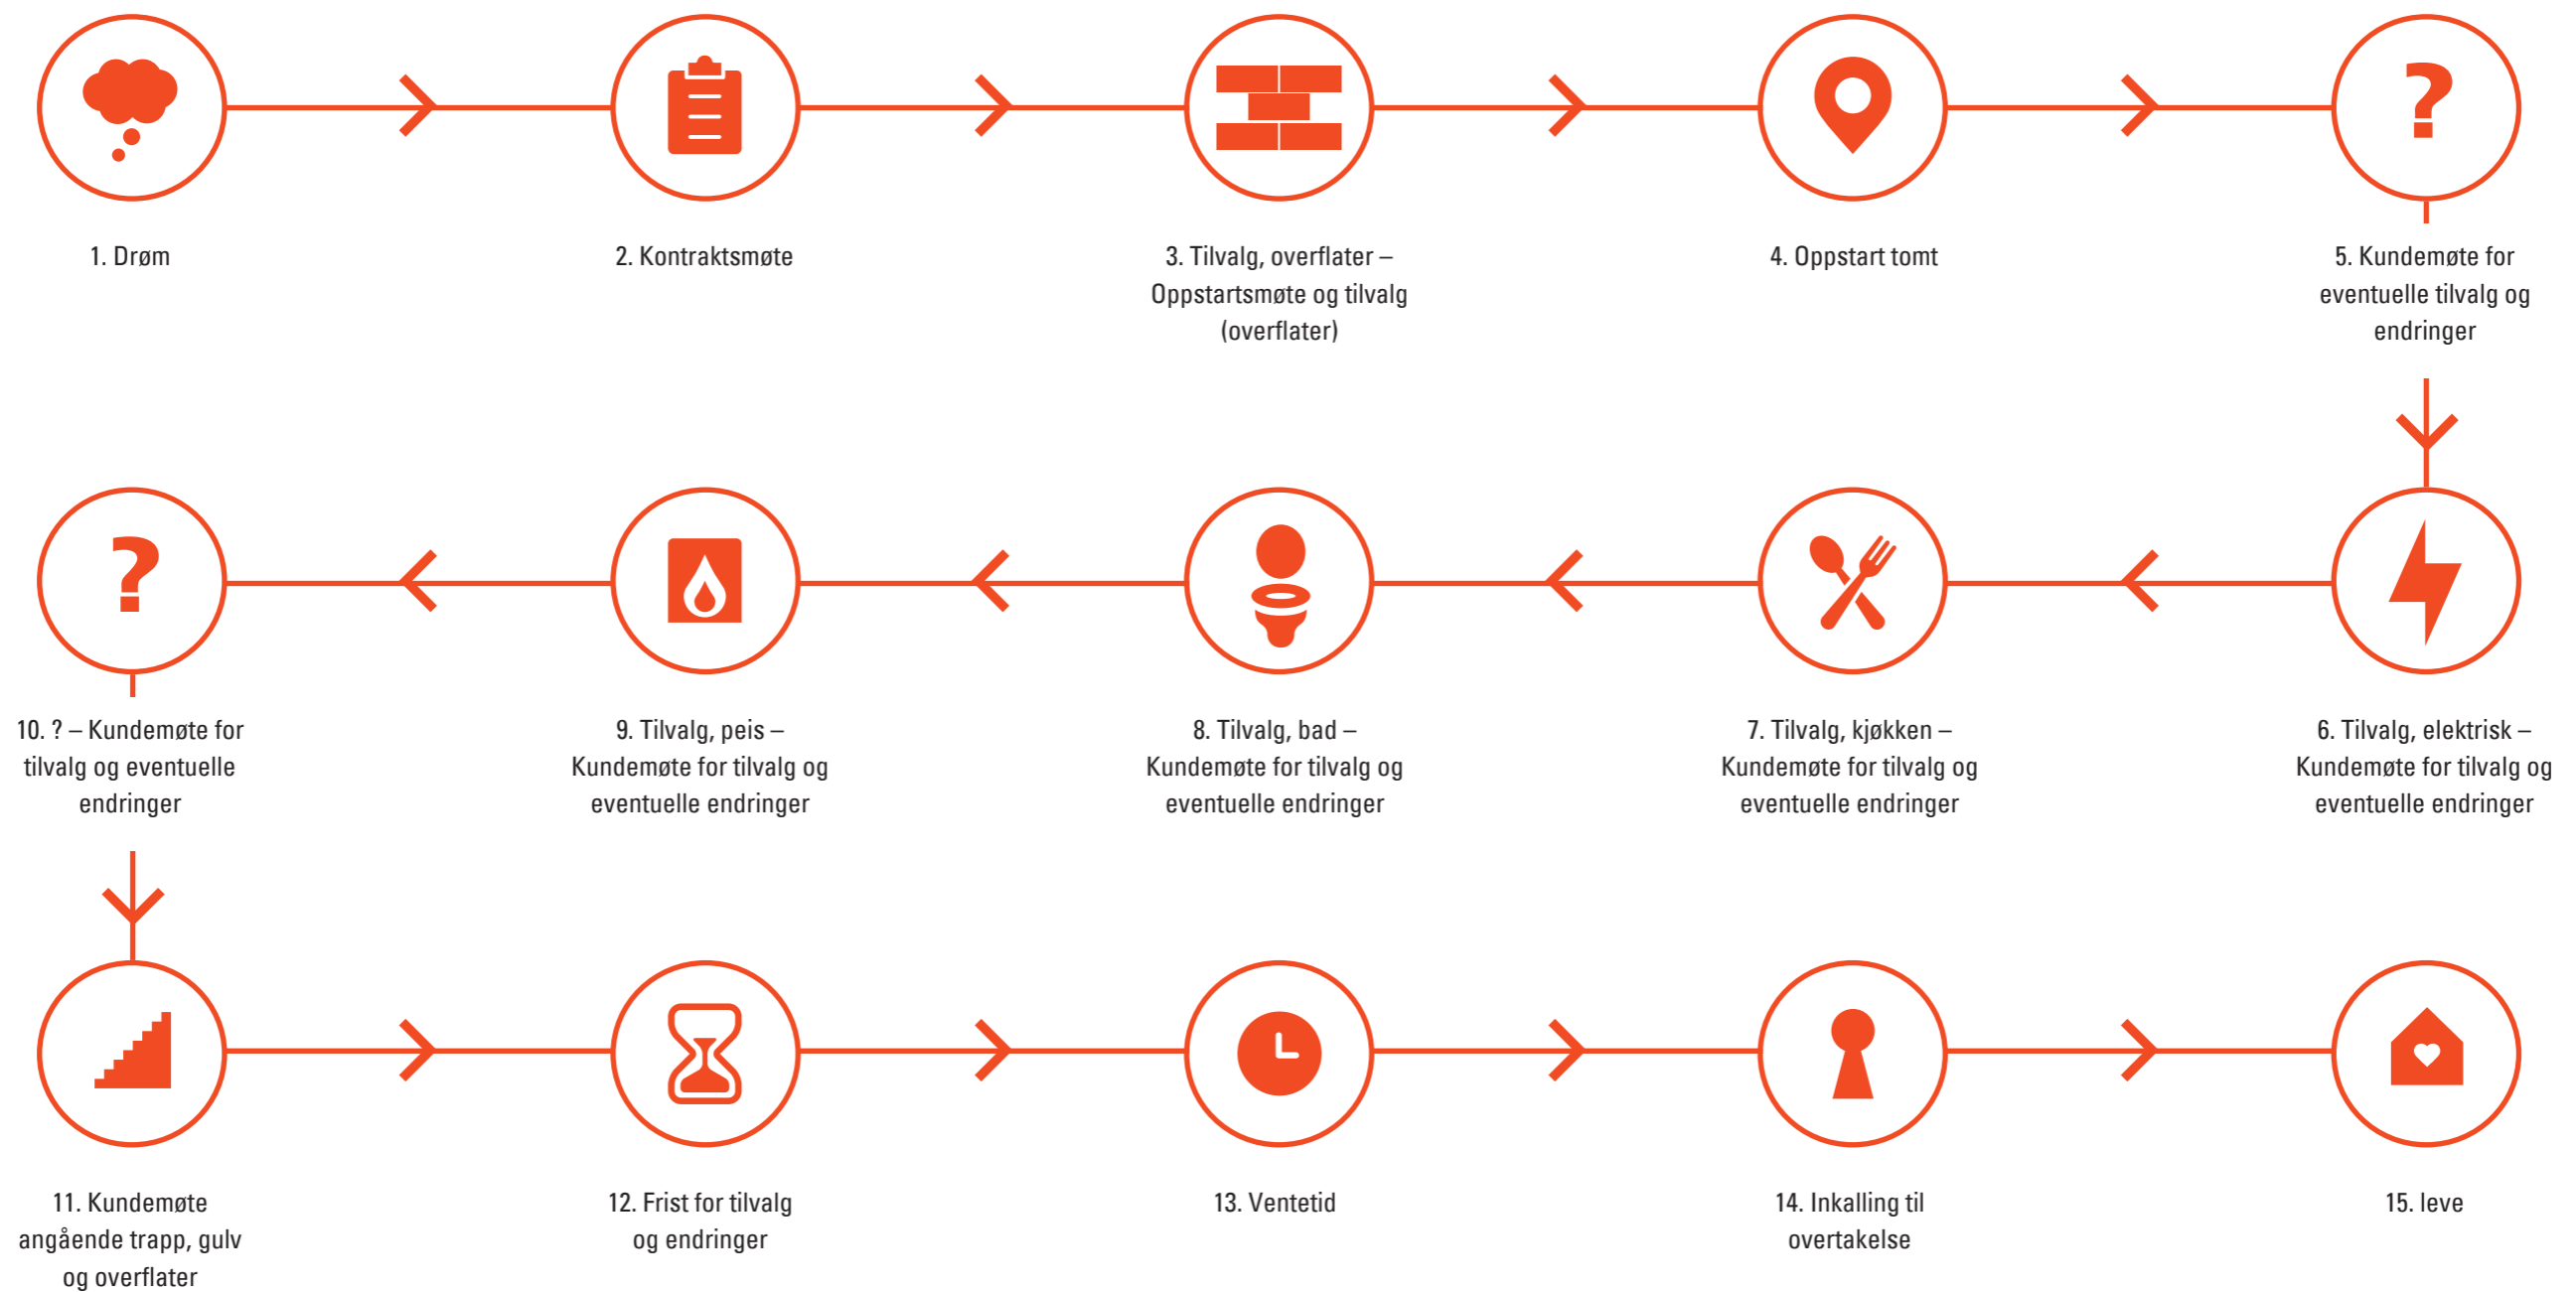 1. Drøm
2. Kontraktsmøte
3. Tilvalg, overflater –
Oppstartsmøte og tilvalg
(overflater)
4. Oppstart tomt
?
5. Kundemøte for
eventuelle tilvalg og
endringer
?
10. ? – Kundemøte for
tilvalg og eventuelle
endringer
9. Tilvalg, peis –
Kundemøte for tilvalg og
eventuelle endringer
8. Tilvalg, bad –
Kundemøte for tilvalg og
eventuelle endringer
7. Tilvalg, kjøkken –
Kundemøte for tilvalg og
eventuelle endringer
6. Tilvalg, elektrisk –
Kundemøte for tilvalg og
eventuelle endringer
11. Kundemøte
angående trapp, gulv
og overflater
12. Frist for tilvalg
og endringer
13. Ventetid
14. Inkalling til
overtakelse
15. leve